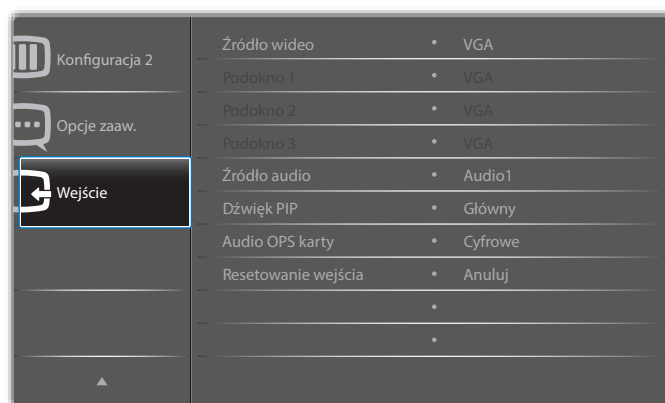 Konfiguracja 2
Opcje zaaw.
Wejście
Źródło wideo • VGA
Podokno 1 • VGA
Podokno 2 • VGA
Podokno 3 • VGA
Źródło audio • Audio1
Dźwięk PIP • Główny
Audio OPS karty • Cyfrowe
Resetowanie wejścia • Anuluj
•
•